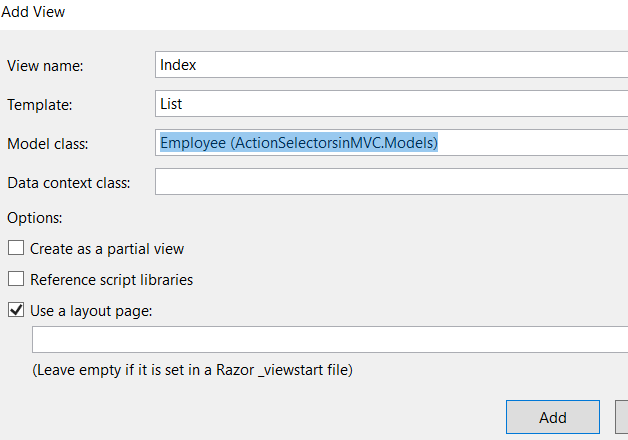 Add View
View name: Index
Template: List
Model class: Employee (ActionSelectorsinMVC.Models)
Data context class:
Options:
Create as a partial view
Reference script libraries
Use a layout page:
(Leave empty if it is set in a Razor _viewstart file)
Add